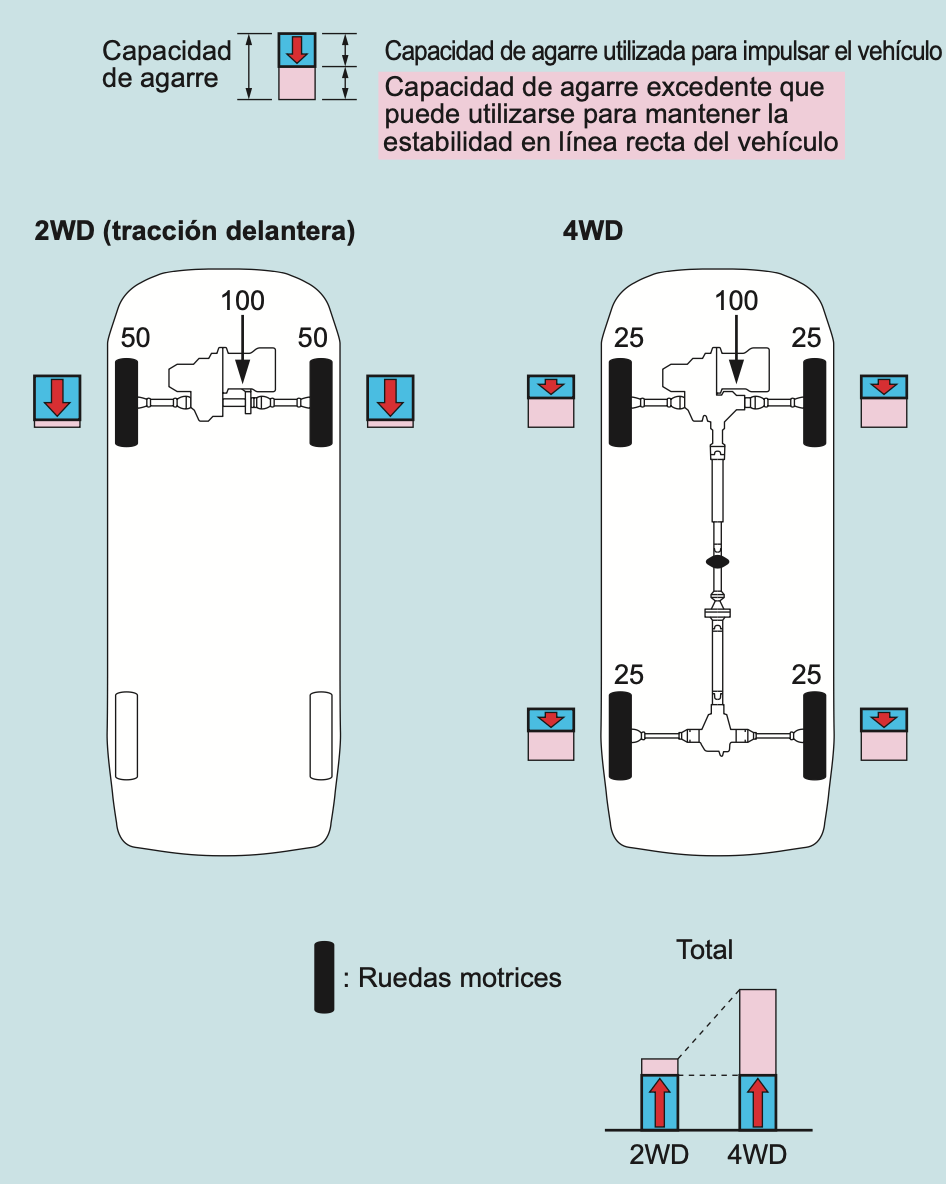 Capacidad
de agarre
Capacidad de agarre utilizada para impulsar el vehículo
Capacidad de agarre excedente que
puede utilizarse para mantener la
estabilidad en línea recta del vehículo
2WD (tracción delantera)
4WD
100
50
50
100
25
25
25
25
: Ruedas motrices
Total
2WD
4WD